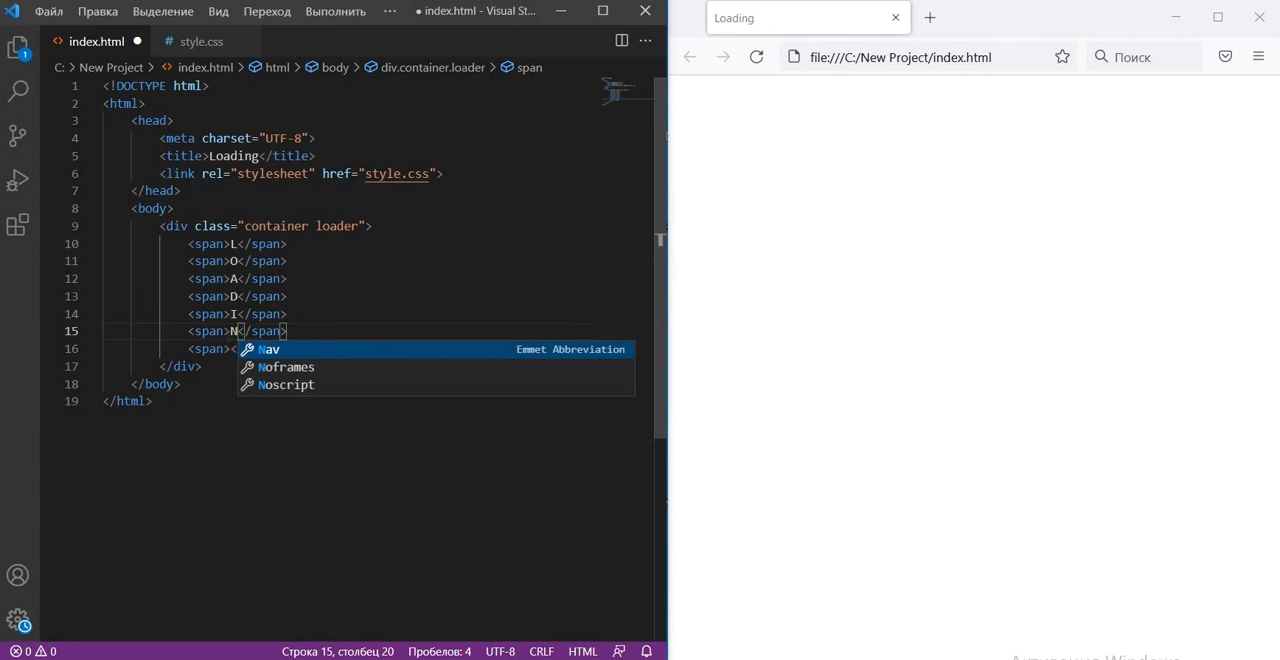 Файл Правка Выделение Вид Переход Выполнить ··· ● index.html - Visual St...
<> index.html ● # style.css ···
C: > New Project > <> index.html > html > body > div.container.loader > span
1 <!DOCTYPE html>
2 <html>
3 <head>
4 <meta charset="UTF-8">
5 <title>Loading</title>
6 <link rel="stylesheet" href="style.css">
7 </head>
8 <body>
9 <div class="container loader">
10 <span>L</span>
11 <span>O</span>
12 <span>A</span>
13 <span>D</span>
14 <span>I</span>
15 <span>N</span>
16 <span><
Nav Emmet Abbreviation
Noframes
Noscript
17 </div>
18 </body>
19 </html>
1
0 0 Строка 15, столбец 20 Пробелов: 4 UTF-8 CRLF HTML
Loading
file:///C:/New Project/index.html Поиск
Активация Windows